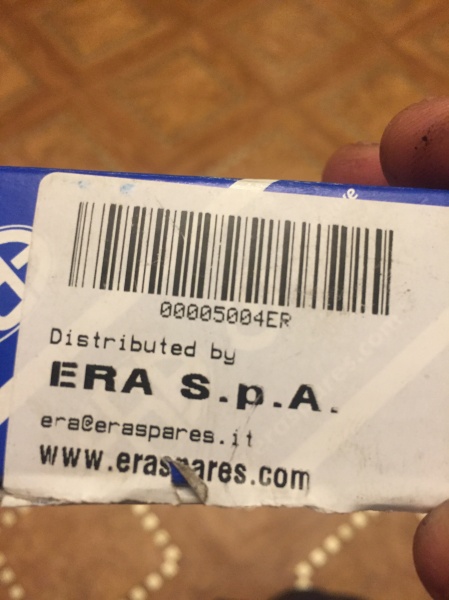 00005004ER
Distributed by
ERA S.p.A.
era@eraspares.it
www.eraspares.com